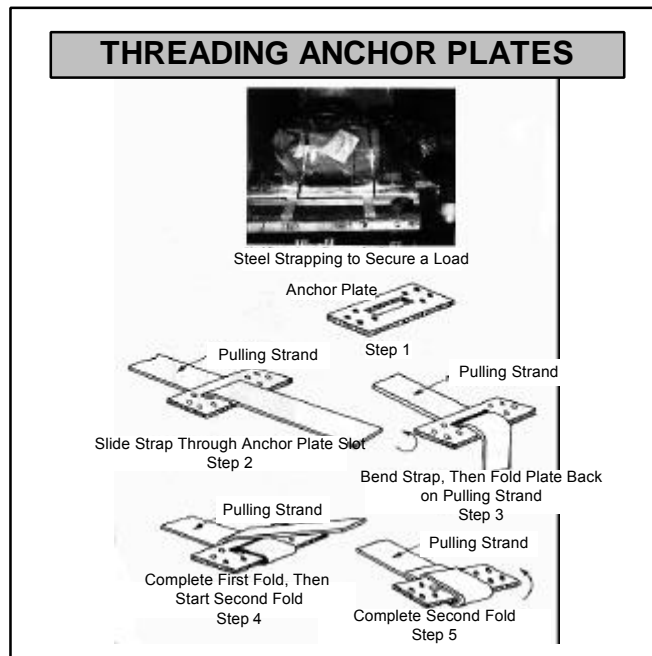 THREADING ANCHOR PLATES
Steel Strapping to Secure a Load
Anchor Plate
Step 1
Pulling Strand
Slide Strap Through Anchor Plate Slot
Step 2
Pulling Strand
Bend Strap, Then Fold Plate Back
on Pulling Strand
Step 3
Pulling Strand
Complete First Fold, Then
Start Second Fold
Step 4
Pulling Strand
Complete Second Fold
Step 5